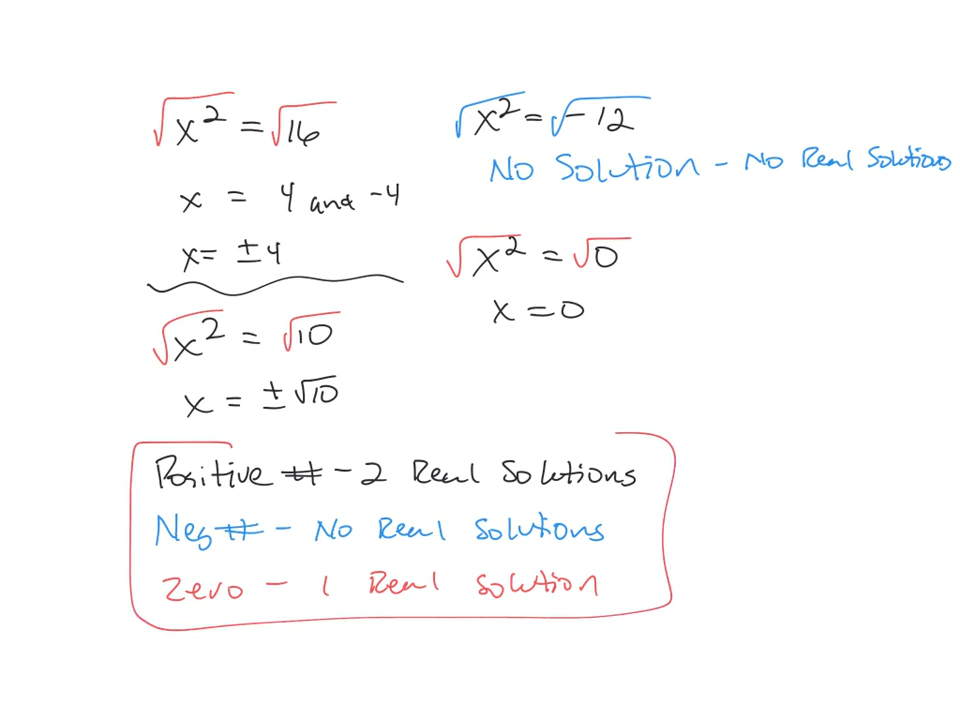 √x² = √16
x = 4 and -4
x = ±4
√x² = √10
x = ±√10
√x² = √-12
No Solution - No Real Solutions
√x² = √0
x = 0
Positive # - 2 Real Solutions
Neg # - No Real Solutions
Zero - 1 Real Solution